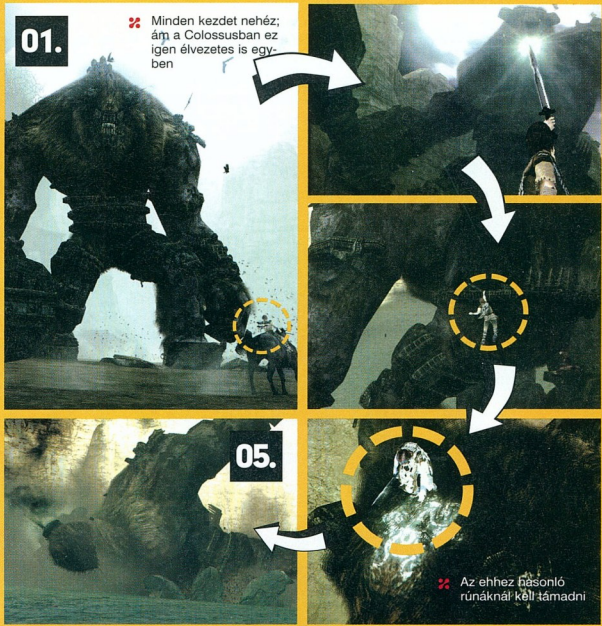 01.
Minden kezdet nehéz;
ám a Colossusban ez
igen élvezetes is egy-
ben
05.
Az ehhez hasonló
rúnáknál kell támadni